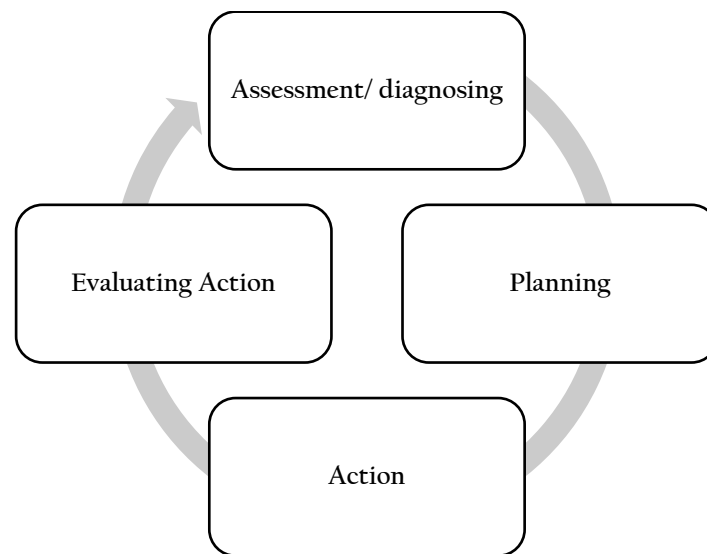 Assessment/ diagnosing
Evaluating Action
Planning
Action